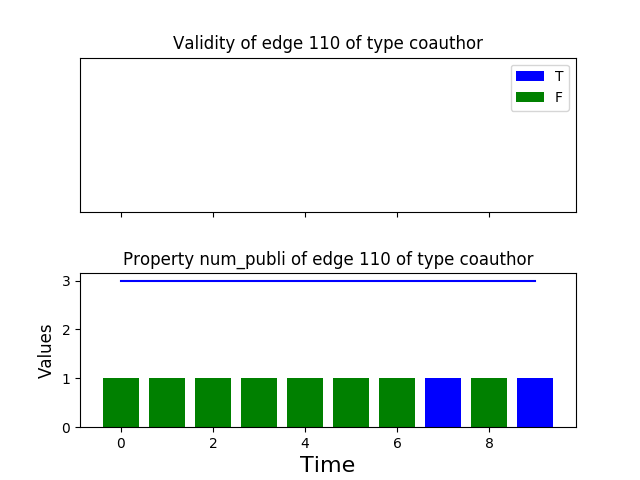 Validity of edge 110 of type coauthor
T
F
Property num_publi of edge 110 of type coauthor
3
2
1
0
Values
0 2 4 6 8
Time